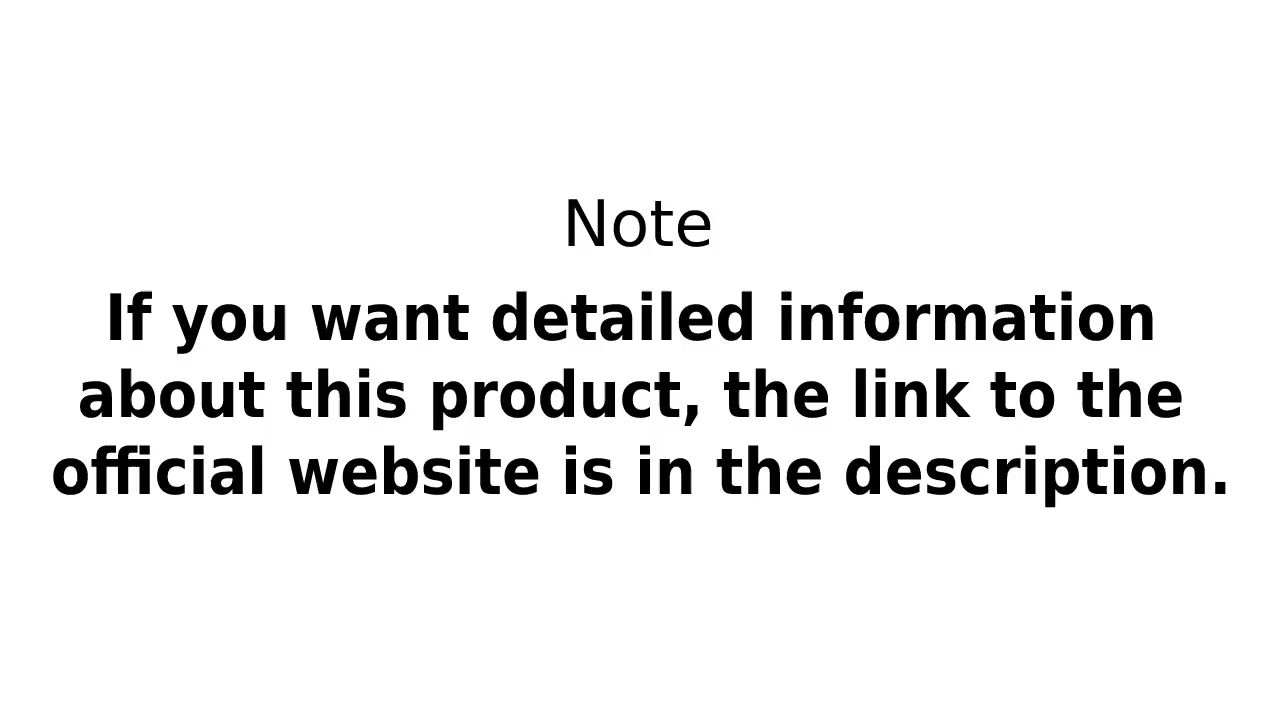 Note
If you want detailed information
about this product, the link to the
official website is in the description.